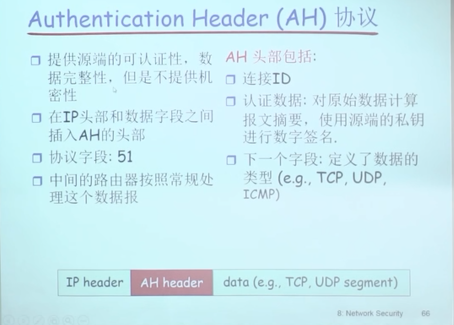 Authentication Header (AH) 协议
提供源端的可认证性，数
据完整性，但是不提供机
密性
在IP头部和数据字段之间
插入AH的头部
协议字段: 51
中间的路由器按照常规处
理这个数据报
AH 头部包括:
连接ID
认证数据: 对原始数据计算
报文摘要，使用源端的私钥
进行数字签名.
下一个字段: 定义了数据的
类型 (e.g., TCP, UDP,
ICMP)
IP header AH header data (e.g., TCP, UDP segment)
8: Network Security 66